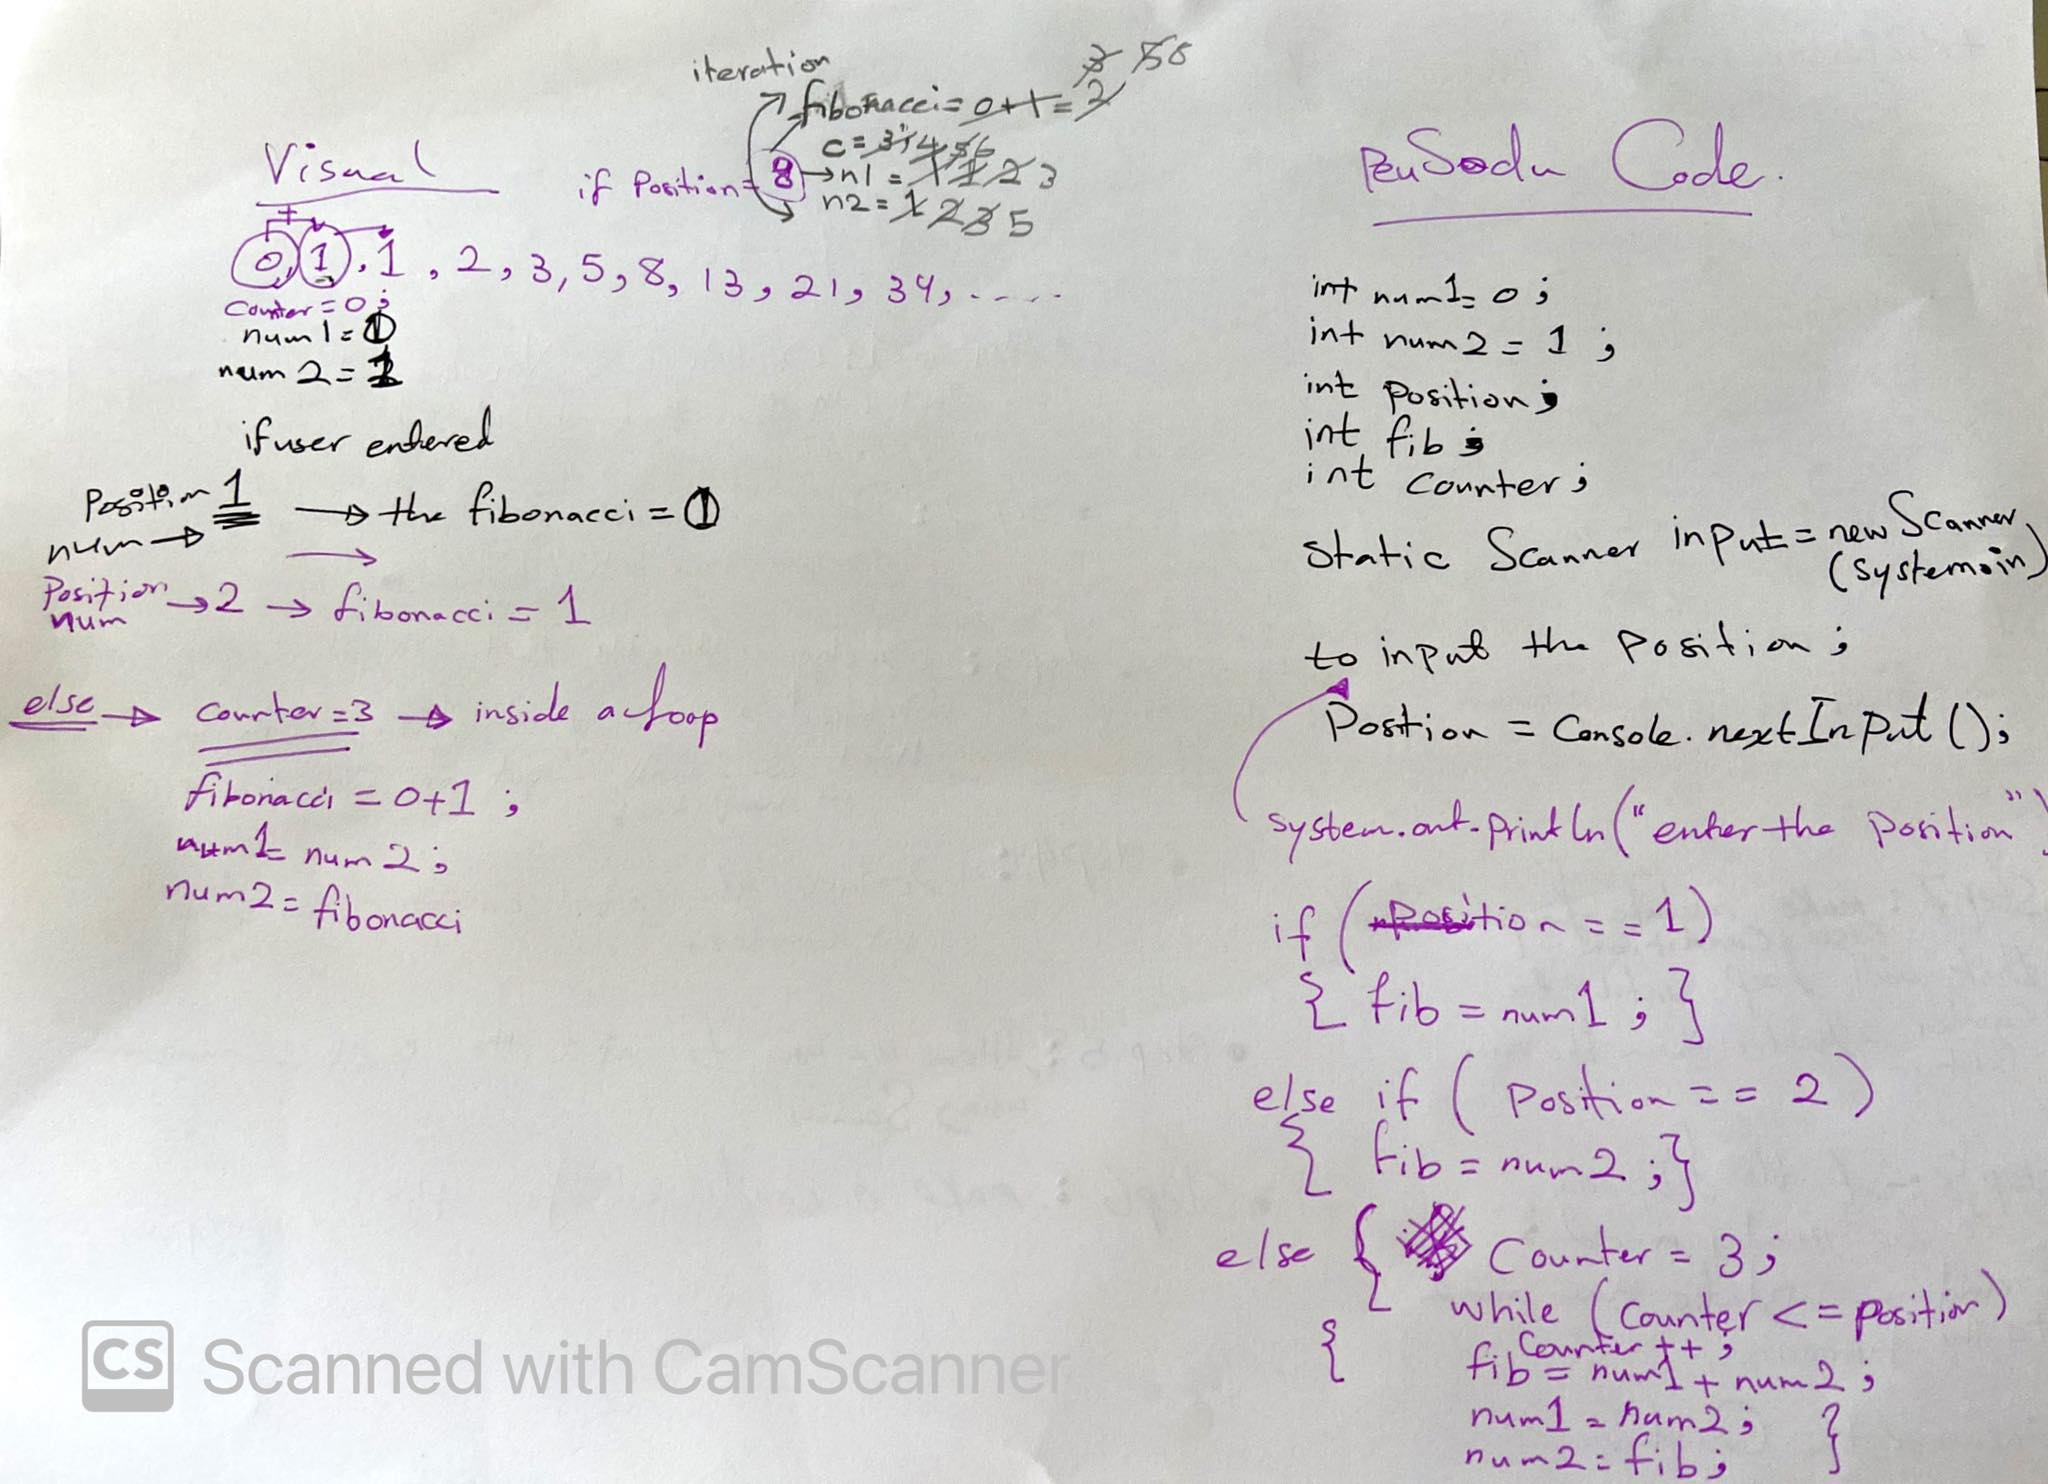 Visual
iteration
3 5 8
fibonacci = 0+1 = 2
c = 3 4 5 6
if Position = 8 → n1 = 1 1 2 3
n2 = 1 2 3 5
+
0, 1, 1, 2, 3, 5, 8, 13, 21, 34, .....
Counter = 0;
num1 =
num2 = 1
if user entered
Position 1 → the fibonacci =
num →
Position → 2 → fibonacci = 1
num
else → Counter = 3 → inside a loop
fibonacci = 0+1 ;
num1 = num2 ;
num2 = fibonacci
PeuSodu Code.
int num1 = 0 ;
int num2 = 1 ;
int Position ;
int fib ;
int Counter ;
Static Scanner input = new Scanner
(System.in)
to input the Position ;
Position = Console.nextInput();
system.out.println("enter the Position")
if (Position == 1)
{ fib = num1 ; }
else if ( Position == 2 )
{ fib = num2 ; }
else { Counter = 3 ;
while (Counter <= Position)
{ Counter ++ ;
fib = num1 + num2 ;
num1 = num2 ; }
num2 = fib ;
CS Scanned with CamScanner